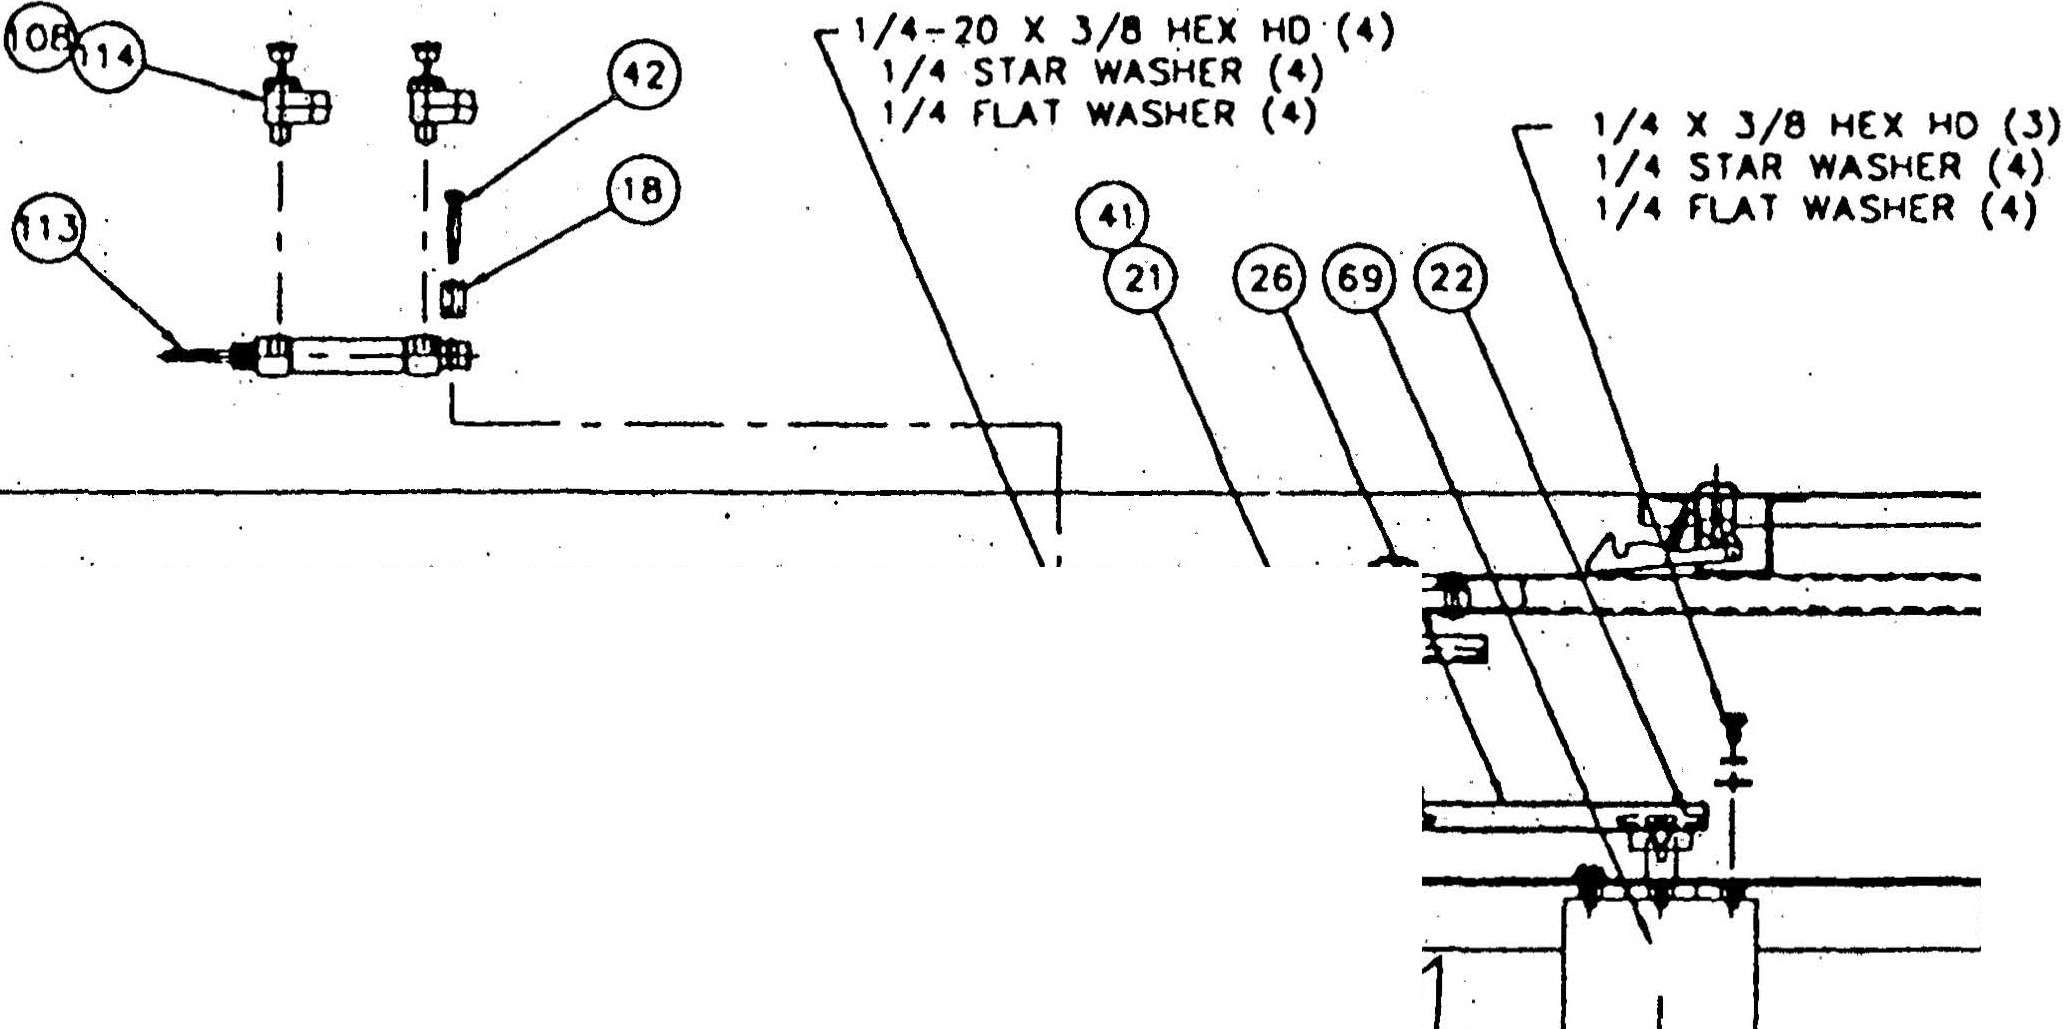 108
114
42
18
113
1/4-20 X 3/8 HEX HD (4)
1/4 STAR WASHER (4)
1/4 FLAT WASHER (4)
41
21
26
69
22
1/4 X 3/8 HEX HD (3)
1/4 STAR WASHER (4)
1/4 FLAT WASHER (4)